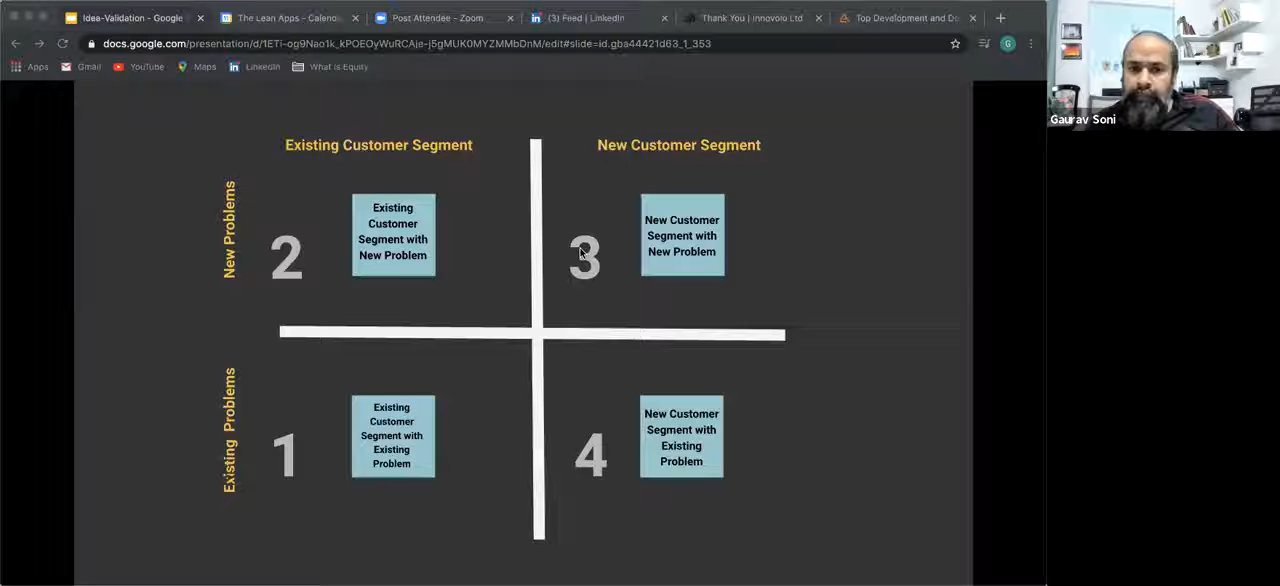 Idea-Validation - Google
The Lean Apps - Calend
Post Attendee - Zoom
(3) Feed | LinkedIn
Thank You | innovolo Ltd
Top Development and De
docs.google.com/presentation/d/1ETi-og9Nao1k_kPOEOyWuRCAje-j5gMUK0MYZMMbDnM/edit#slide=id.gba44421d63_1_353
G
Apps
Gmail
YouTube
Maps
LinkedIn
What is Equity
Gaurav Soni
Existing Customer Segment
New Customer Segment
New Problems
2
Existing
Customer
Segment with
New Problem
3
New Customer
Segment with
New Problem
Existing Problems
1
Existing
Customer
Segment with
Existing
Problem
4
New Customer
Segment with
Existing
Problem